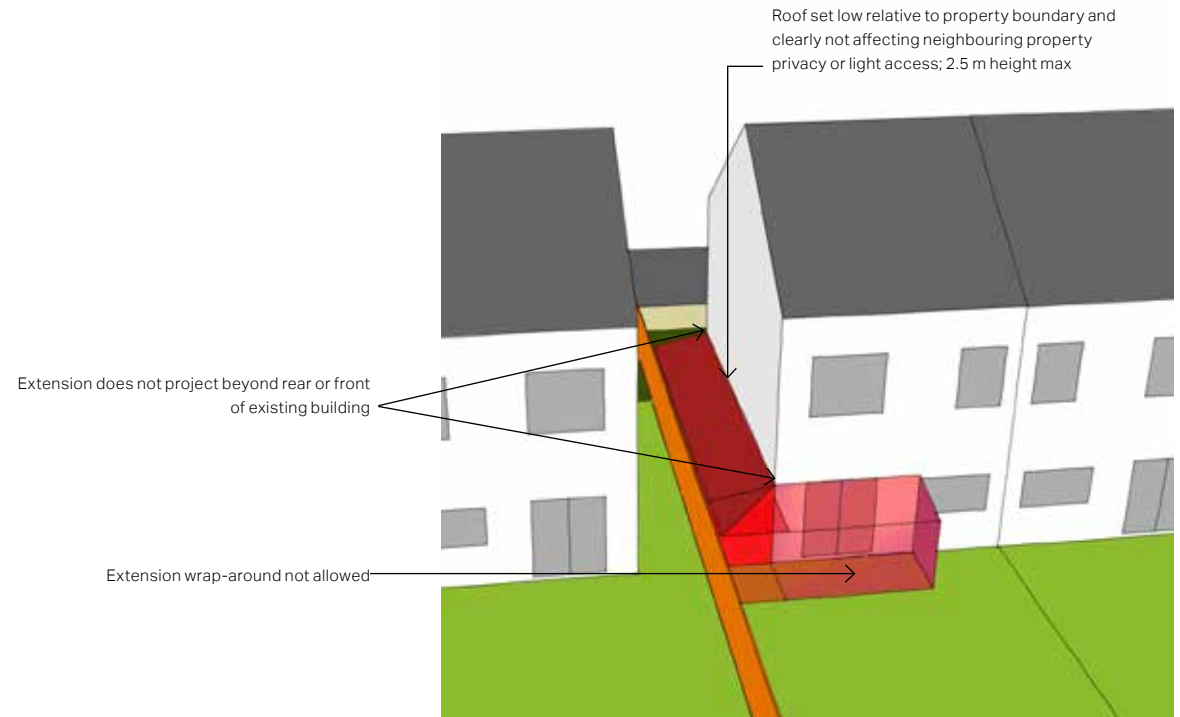 Roof set low relative to property boundary and
clearly not affecting neighbouring property
privacy or light access; 2.5 m height max
Extension does not project beyond rear or front
of existing building
Extension wrap-around not allowed